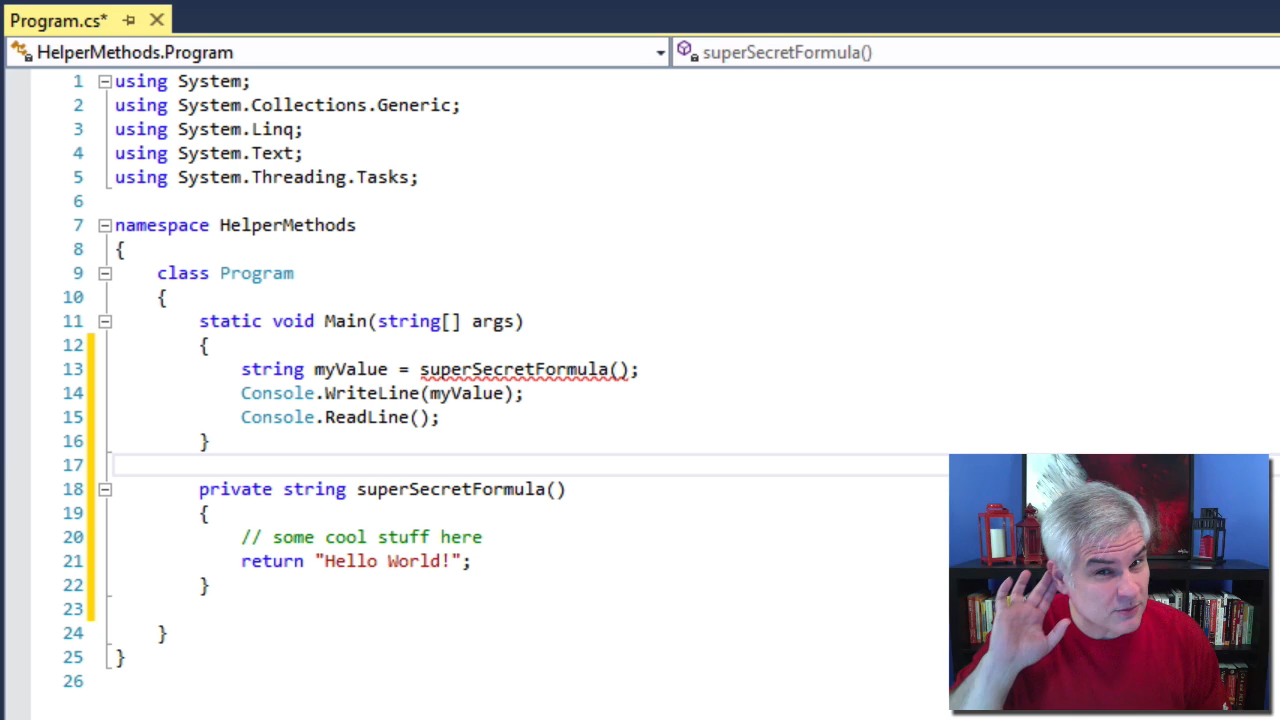 Program.cs*
HelperMethods.Program
superSecretFormula()
1 using System;
2 using System.Collections.Generic;
3 using System.Linq;
4 using System.Text;
5 using System.Threading.Tasks;
6
7 namespace HelperMethods
8 {
9 class Program
10 {
11 static void Main(string[] args)
12 {
13 string myValue = superSecretFormula();
14 Console.WriteLine(myValue);
15 Console.ReadLine();
16 }
17
18 private string superSecretFormula()
19 {
20 // some cool stuff here
21 return "Hello World!";
22 }
23
24 }
25 }
26